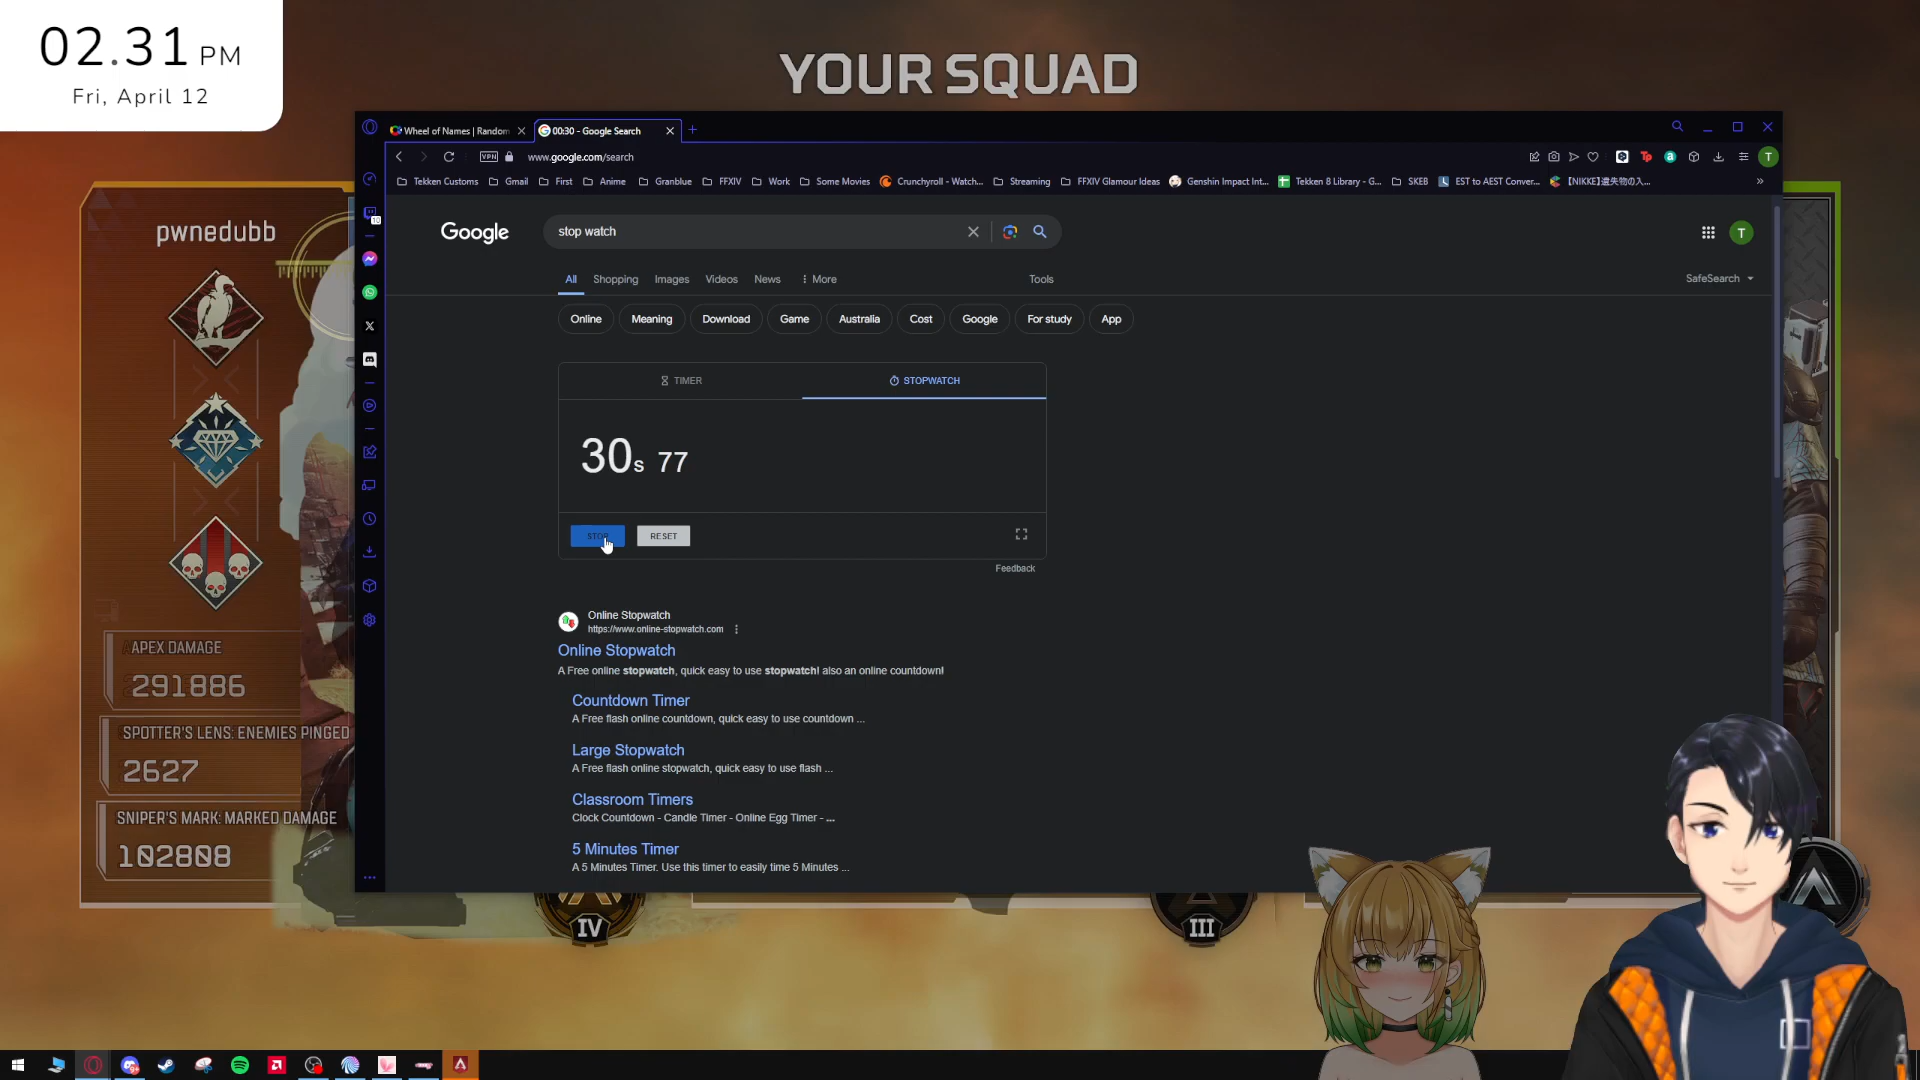 02.31 PM
Fri, April 12
YOUR SQUAD
Wheel of Names | Random
00:30 - Google Search
VPN
www.google.com/search
T
Tekken Customs
Gmail
First
Anime
Granblue
FFXIV
Work
Some Movies
Crunchyroll - Watch...
Streaming
FFXIV Glamour Ideas
Genshin Impact Int...
Tekken 8 Library - G...
SKEB
EST to AEST Conver...
【NIKKE】遺失物の入...
Google
stop watch
T
All
Shopping
Images
Videos
News
More
Tools
SafeSearch
Online
Meaning
Download
Game
Australia
Cost
Google
For study
App
TIMER
STOPWATCH
30s 77
STOP
RESET
Feedback
Online Stopwatch
https://www.online-stopwatch.com
Online Stopwatch
A Free online stopwatch, quick easy to use stopwatch! also an online countdown!
Countdown Timer
A Free flash online countdown, quick easy to use countdown ...
Large Stopwatch
A Free flash online stopwatch, quick easy to use flash ...
Classroom Timers
Clock Countdown - Candle Timer - Online Egg Timer - ...
5 Minutes Timer
A 5 Minutes Timer. Use this timer to easily time 5 Minutes ...
pwnedubb
APEX DAMAGE
291886
SPOTTER'S LENS: ENEMIES PINGED
2627
SNIPER'S MARK: MARKED DAMAGE
102808
IV
III